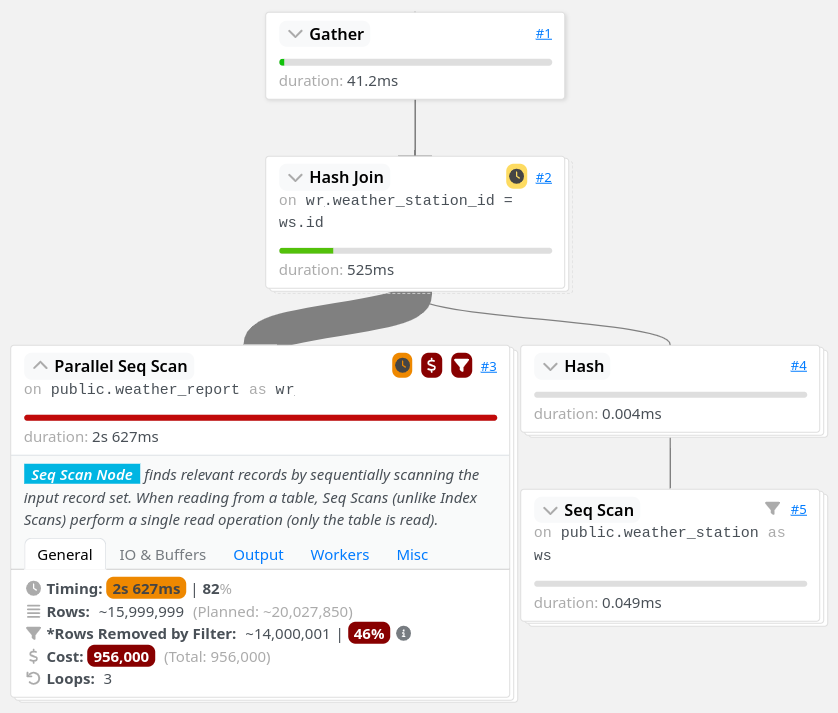 Gather #1
duration: 41.2ms
Hash Join #2
on wr.weather_station_id =
ws.id
duration: 525ms
Parallel Seq Scan $ #3
on public.weather_report as wr
duration: 2s 627ms
Seq Scan Node finds relevant records by sequentially scanning the
input record set. When reading from a table, Seq Scans (unlike Index
Scans) perform a single read operation (only the table is read).
General IO & Buffers Output Workers Misc
Timing: 2s 627ms | 82%
Rows: ~15,999,999 (Planned: ~20,027,850)
*Rows Removed by Filter: ~14,000,001 | 46% i
$ Cost: 956,000 (Total: 956,000)
Loops: 3
Hash #4
duration: 0.004ms
Seq Scan #5
on public.weather_station as
ws
duration: 0.049ms